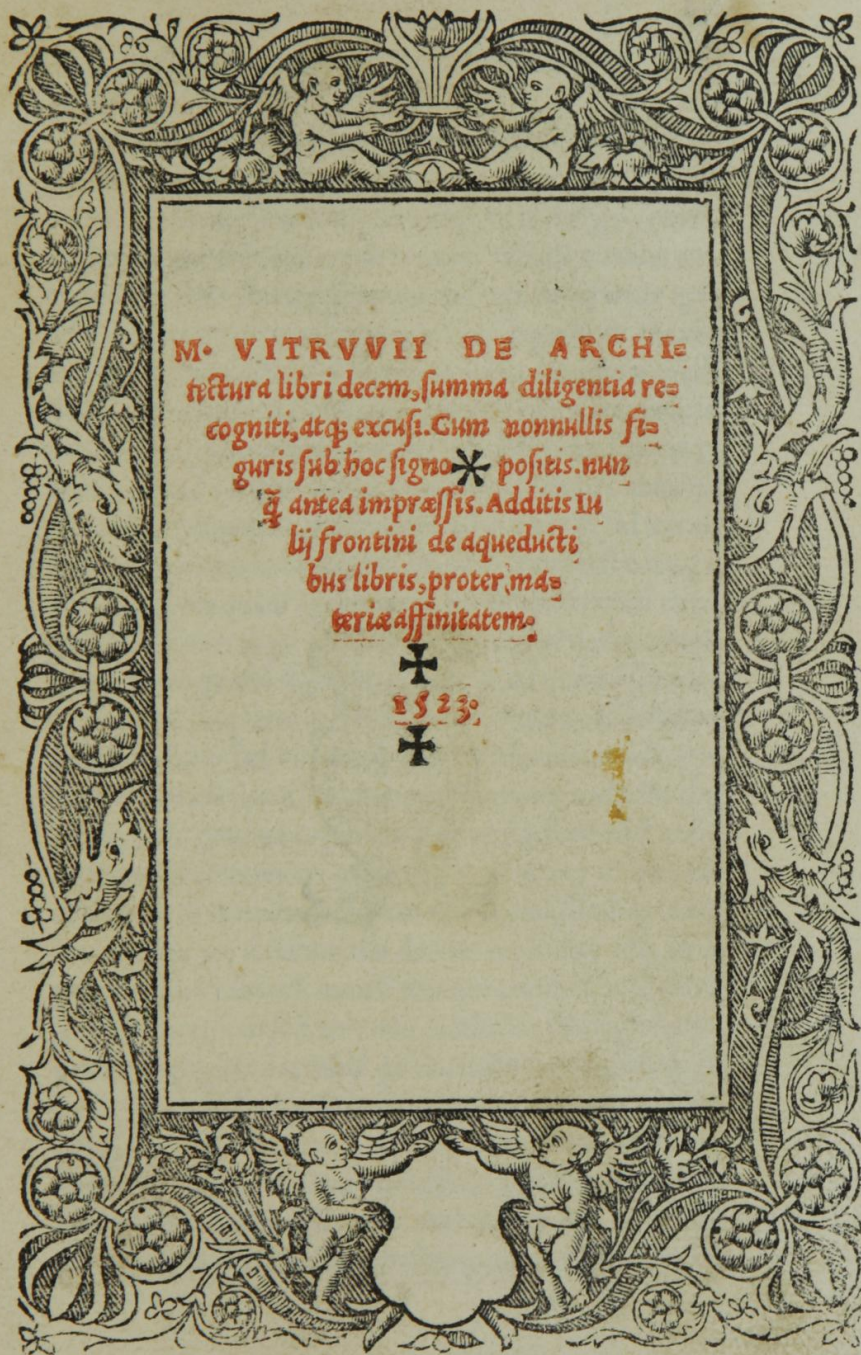 M. VITRVVII DE ARCHI=
tectura libri decem, summa diligentia re=
cogniti, atq; excusi. Cum nonnullis fi=
guris sub hoc signo * positis. nun
q̄ antea impræssis. Additis Iu
lij frontini de aqueducti
bus libris, proter, ma=
teriæ affinitatem.
✠
1523.
✠